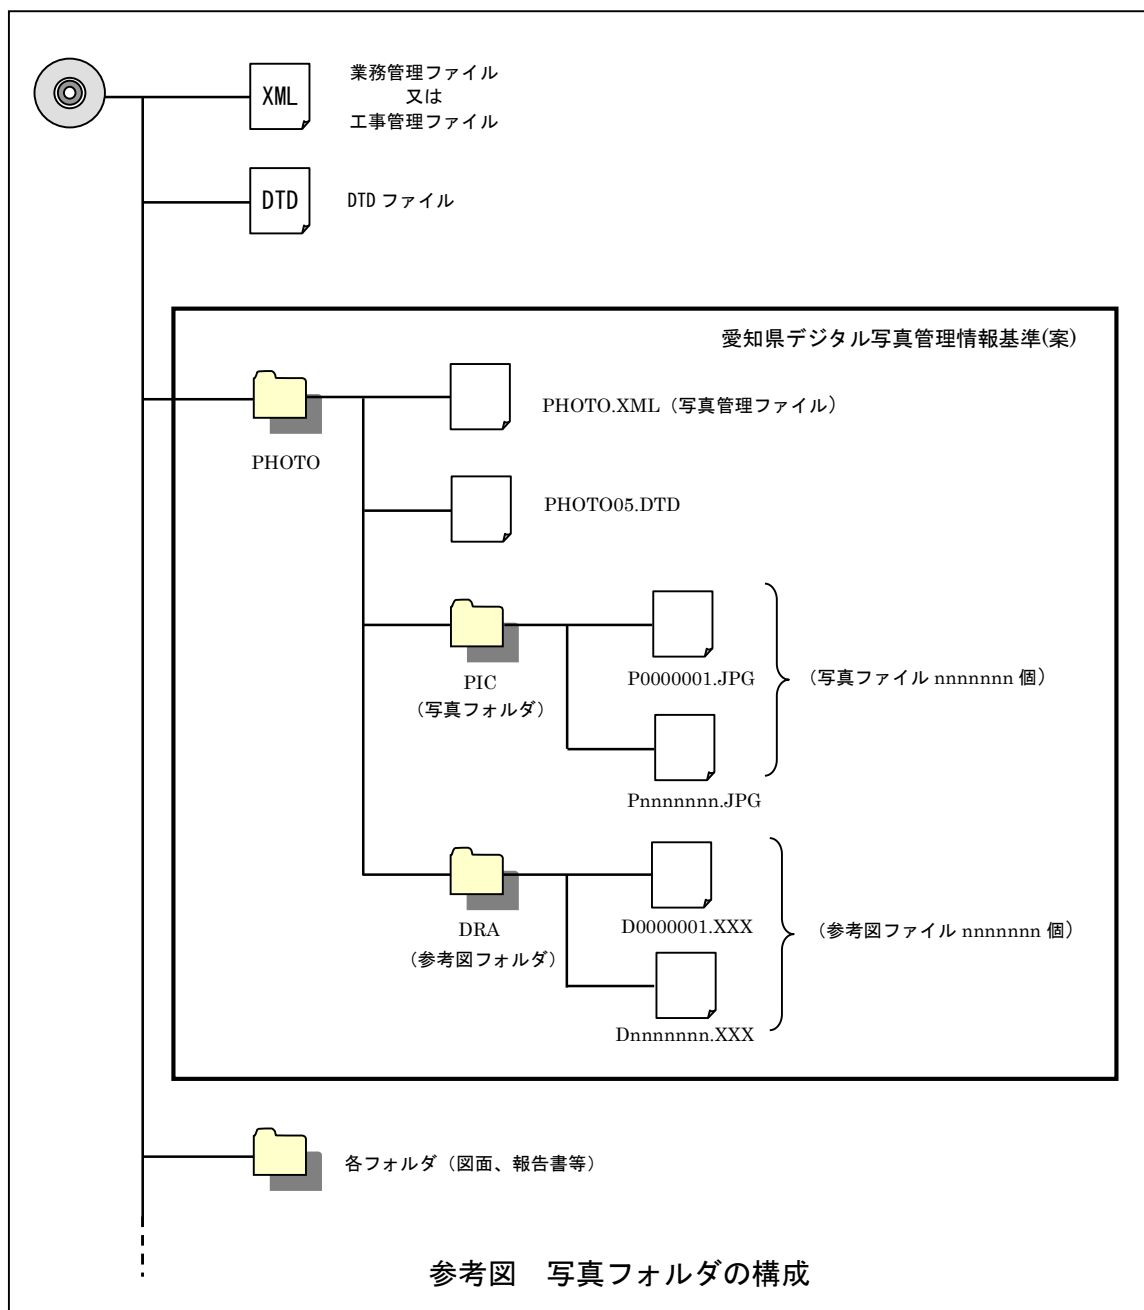 XML
業務管理ファイル
又は
工事管理ファイル
DTD
DTD ファイル
愛知県デジタル写真管理情報基準(案)
PHOTO
PHOTO.XML（写真管理ファイル）
PHOTO05.DTD
PIC
（写真フォルダ）
P0000001.JPG
（写真ファイル nnnnnnn 個）
Pnnnnnnn.JPG
DRA
（参考図フォルダ）
D0000001.XXX
（参考図ファイル nnnnnnn 個）
Dnnnnnnn.XXX
各フォルダ（図面、報告書等）
参考図　写真フォルダの構成